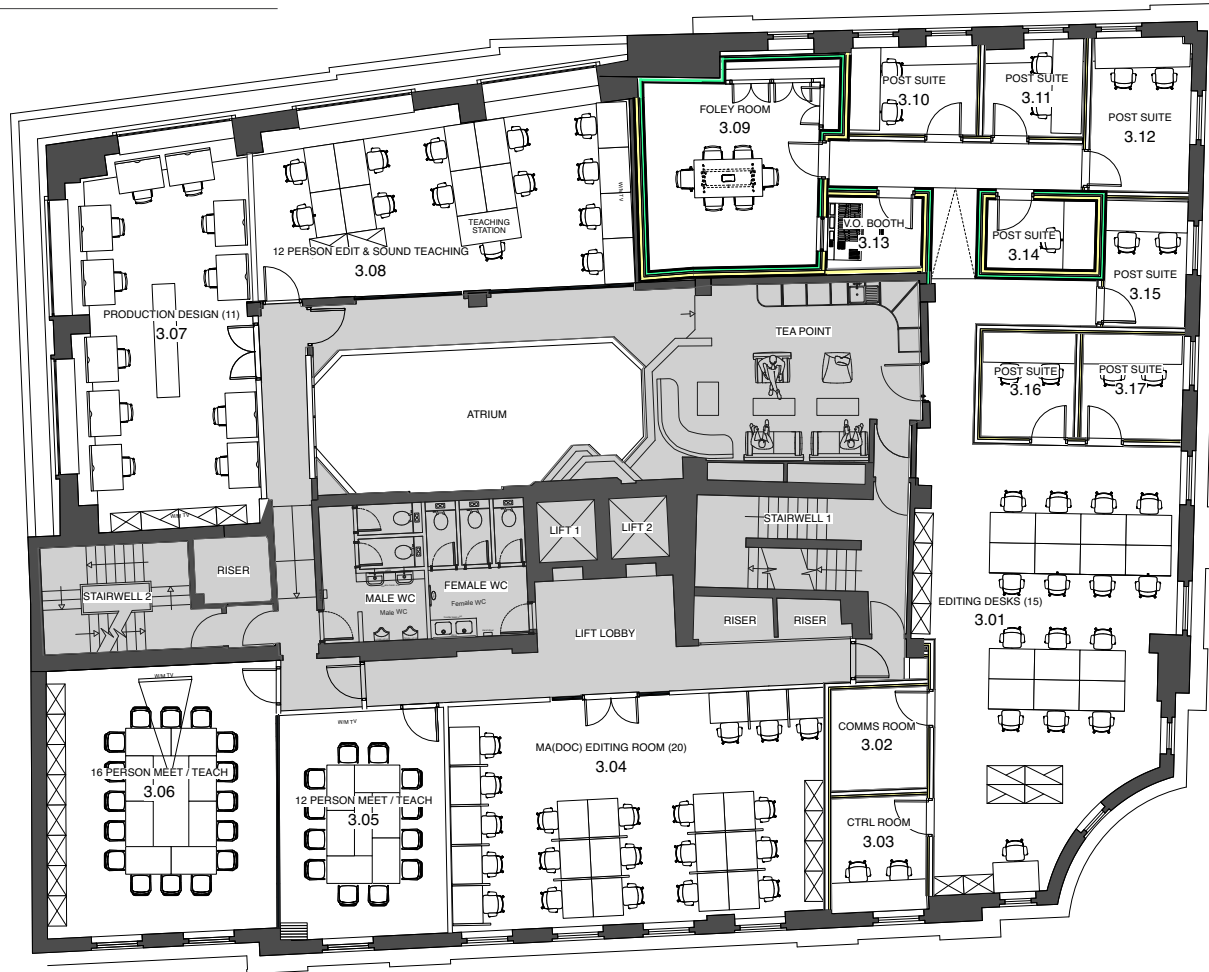 FOLEY ROOM
3.09
POST SUITE
3.10
POST SUITE
3.11
POST SUITE
3.12
W/M TV
TEACHING
STATION
12 PERSON EDIT & SOUND TEACHING
3.08
V.O. BOOTH
3.13
POST SUITE
3.14
POST SUITE
3.15
PRODUCTION DESIGN (11)
3.07
TEA POINT
ATRIUM
POST SUITE
3.16
POST SUITE
3.17
W/M TV
LIFT 1
LIFT 2
STAIRWELL 1
RISER
STAIRWELL 2
MALE WC
Male WC
FEMALE WC
Female WC
LIFT LOBBY
RISER
RISER
EDITING DESKS (15)
3.01
W/M TV
16 PERSON MEET / TEACH
3.06
W/M TV
12 PERSON MEET / TEACH
3.05
MA(DOC) EDITING ROOM (20)
3.04
COMMS ROOM
3.02
CTRL ROOM
3.03